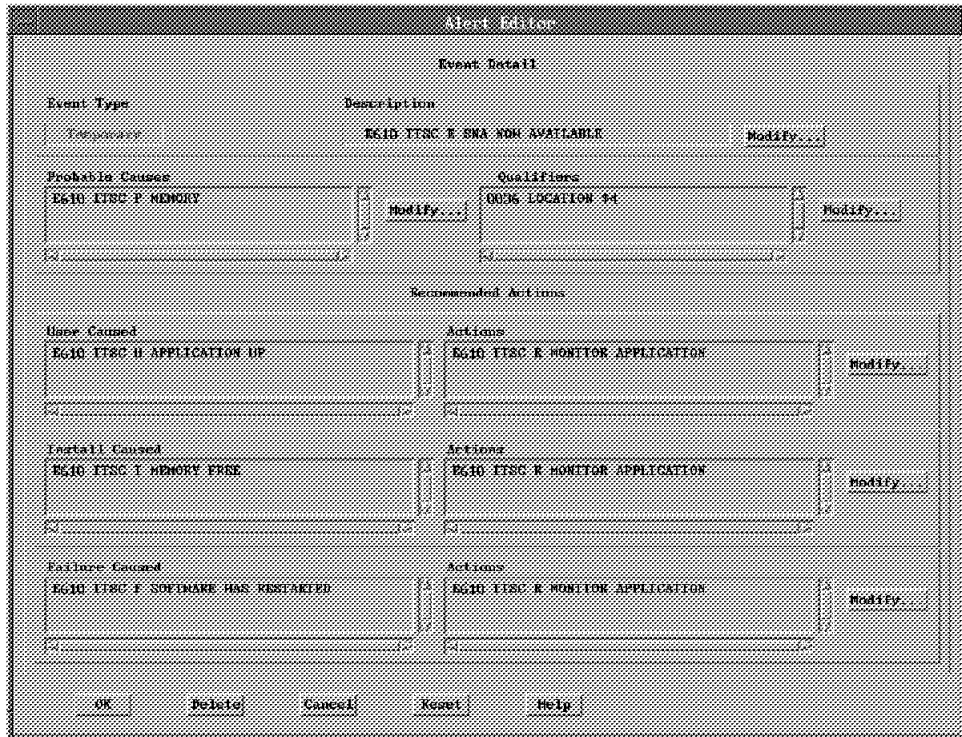 Alert Editor
Event Detail
Event Type Description
Temporary E610 ITSC E SNA NOW AVAILABLE Modify...
Probable Causes Qualifiers
E610 ITSC P MEMORY Modify... 0036 LOCATION $4 Modify...
Recommended Actions
User Caused Actions
E610 ITSC U APPLICATION UP E610 ITSC R MONITOR APPLICATION Modify...
Install Caused Actions
E610 ITSC I MEMORY FREE E610 ITSC R MONITOR APPLICATION Modify...
Failure Caused Actions
E610 ITSC F SOFTWARE HAS RESTARTED E610 ITSC R MONITOR APPLICATION Modify...
OK Delete Cancel Reset Help